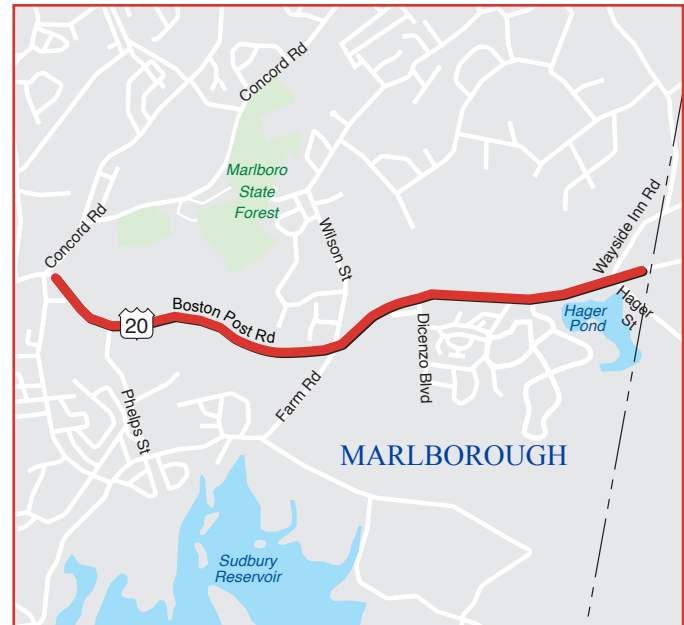 Concord Rd
Marlboro
State
Forest
Concord Rd
Wilson St
Wayside Inn Rd
Boston Post Rd
20
Hager
St
Hager
Pond
Dicenzo Blvd
Farm Rd
Phelps St
MARLBOROUGH
Sudbury
Reservoir